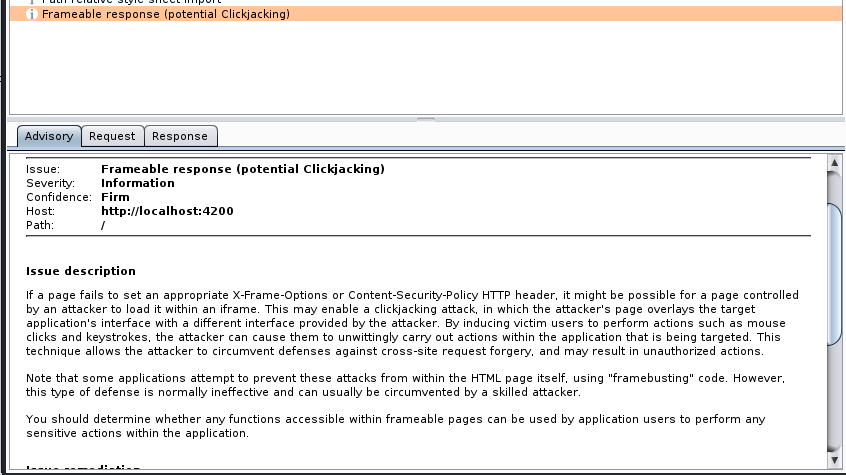 Path relative style sheet import
Frameable response (potential Clickjacking)
Advisory Request Response
Issue: Frameable response (potential Clickjacking)
Severity: Information
Confidence: Firm
Host: http://localhost:4200
Path: /
Issue description
If a page fails to set an appropriate X-Frame-Options or Content-Security-Policy HTTP header, it might be possible for a page controlled
by an attacker to load it within an iframe. This may enable a clickjacking attack, in which the attacker's page overlays the target
application's interface with a different interface provided by the attacker. By inducing victim users to perform actions such as mouse
clicks and keystrokes, the attacker can cause them to unwittingly carry out actions within the application that is being targeted. This
technique allows the attacker to circumvent defenses against cross-site request forgery, and may result in unauthorized actions.
Note that some applications attempt to prevent these attacks from within the HTML page itself, using "framebusting" code. However,
this type of defense is normally ineffective and can usually be circumvented by a skilled attacker.
You should determine whether any functions accessible within frameable pages can be used by application users to perform any
sensitive actions within the application.
Issue remediation